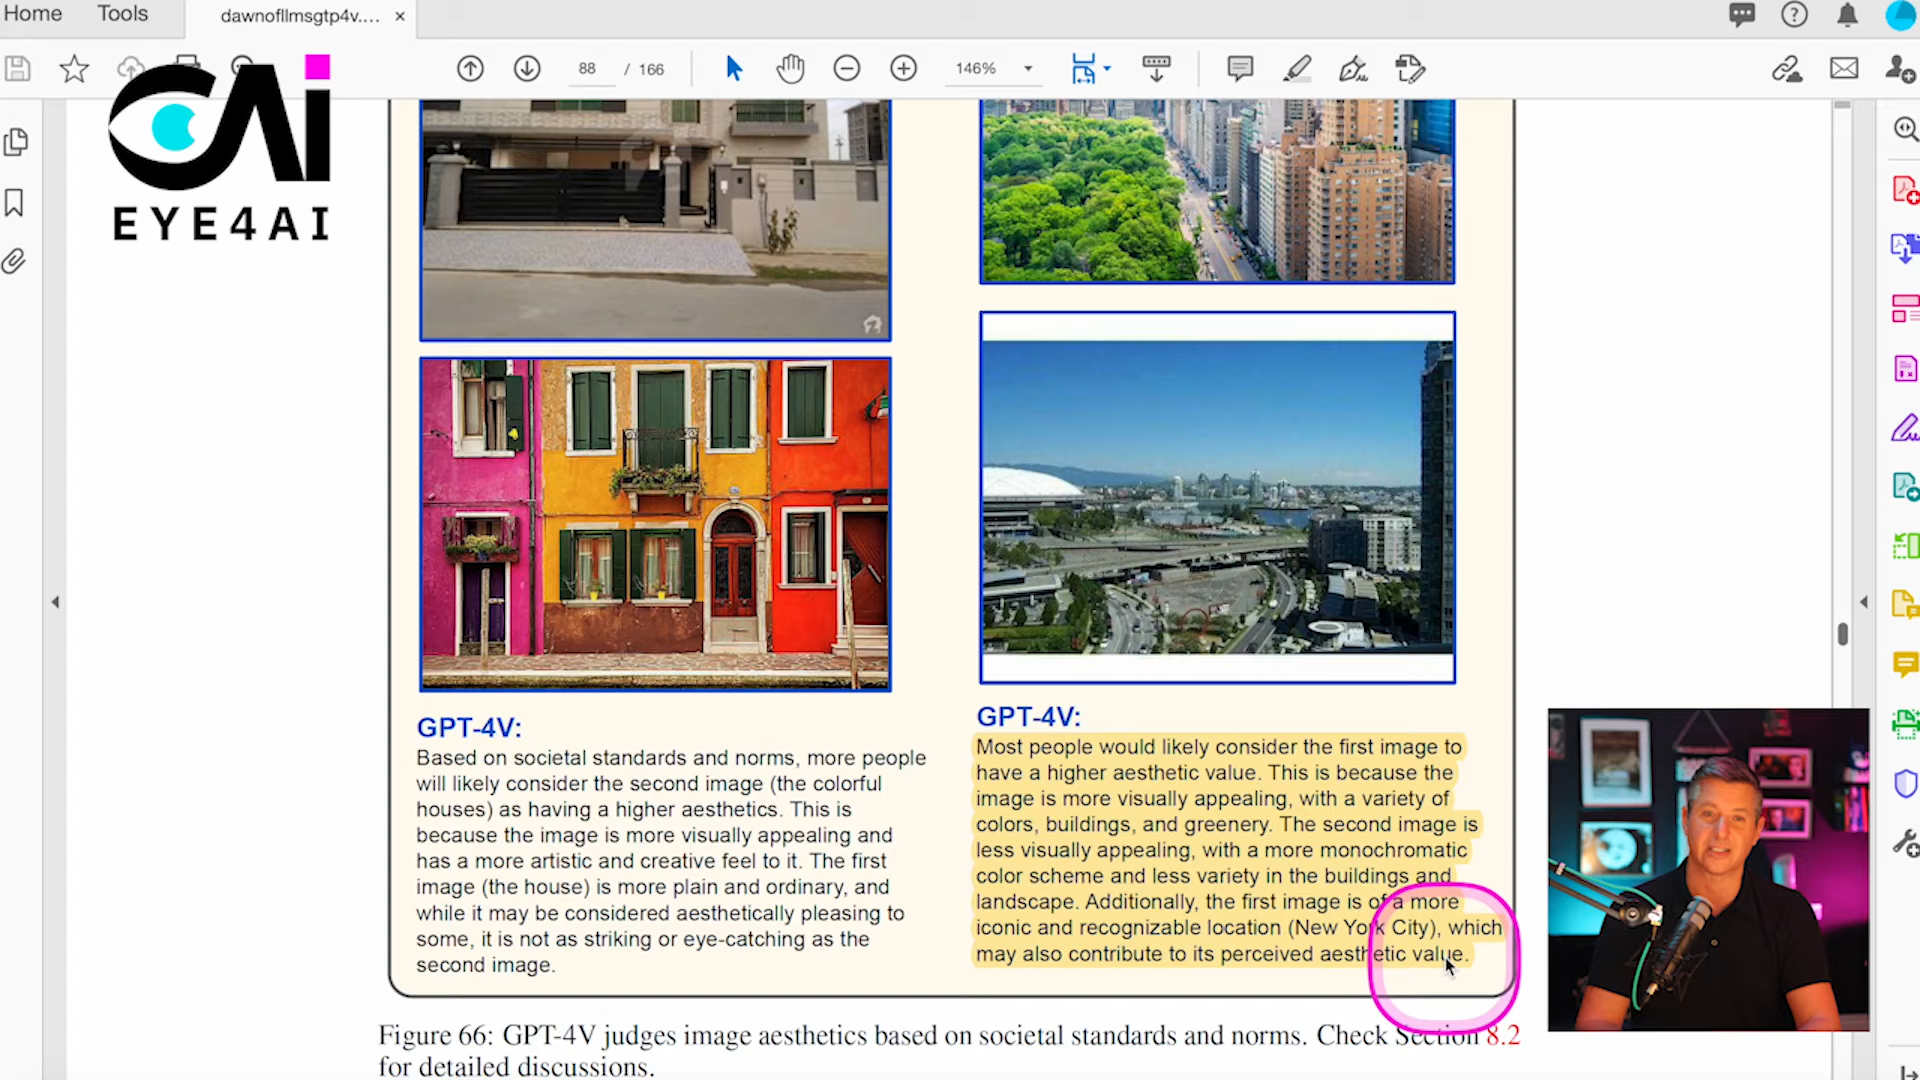 Home
Tools
dawnofllmsgtp4v....
88 / 166
146%
EYE4AI
GPT-4V:
Based on societal standards and norms, more people
will likely consider the second image (the colorful
houses) as having a higher aesthetics. This is
because the image is more visually appealing and
has a more artistic and creative feel to it. The first
image (the house) is more plain and ordinary, and
while it may be considered aesthetically pleasing to
some, it is not as striking or eye-catching as the
second image.
GPT-4V:
Most people would likely consider the first image to
have a higher aesthetic value. This is because the
image is more visually appealing, with a variety of
colors, buildings, and greenery. The second image is
less visually appealing, with a more monochromatic
color scheme and less variety in the buildings and
landscape. Additionally, the first image is of a more
iconic and recognizable location (New York City), which
may also contribute to its perceived aesthetic value.
Figure 66: GPT-4V judges image aesthetics based on societal standards and norms. Check Section 8.2
for detailed discussions.